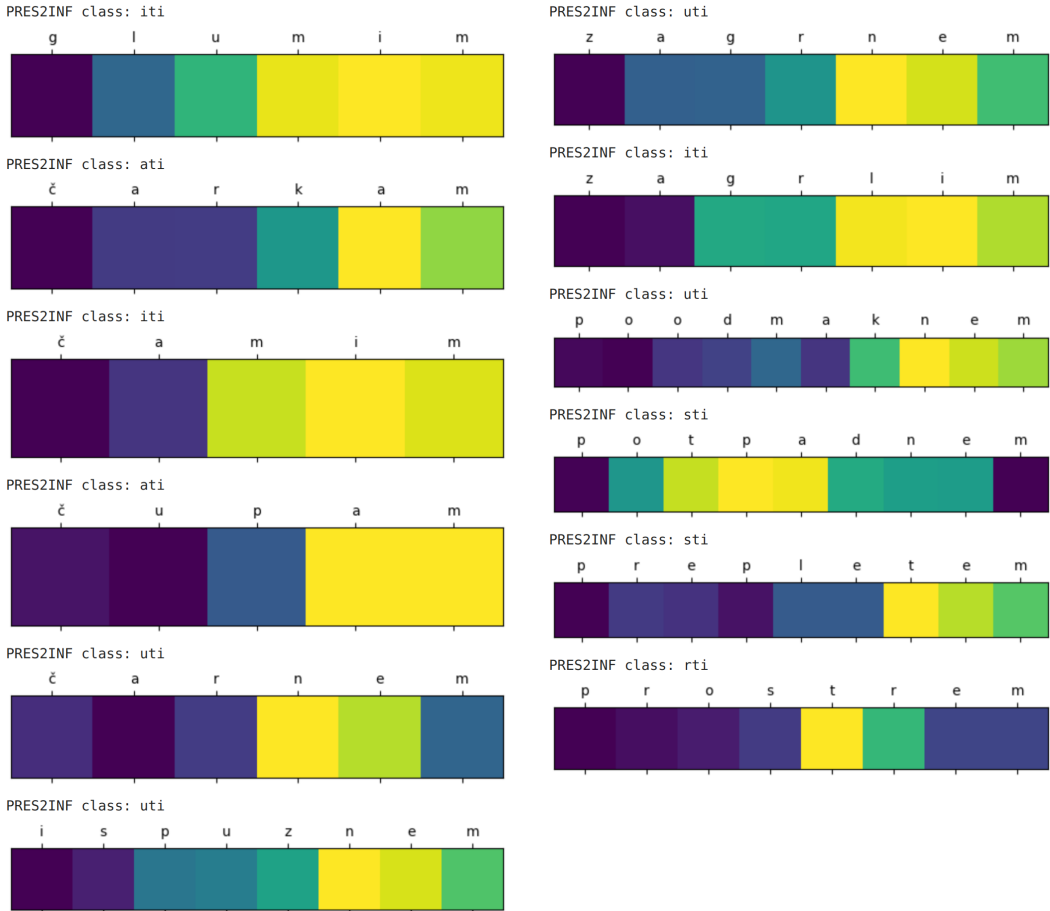 PRES2INF class: iti
g l u m i m
PRES2INF class: ati
č a r k a m
PRES2INF class: iti
č a m i m
PRES2INF class: ati
č u p a m
PRES2INF class: uti
č a r n e m
PRES2INF class: uti
i s p u z n e m
PRES2INF class: uti
z a g r n e m
PRES2INF class: iti
z a g r l i m
PRES2INF class: uti
p o o d m a k n e m
PRES2INF class: sti
p o t p a d n e m
PRES2INF class: sti
p r e p l e t e m
PRES2INF class: rti
p r o s t r e m